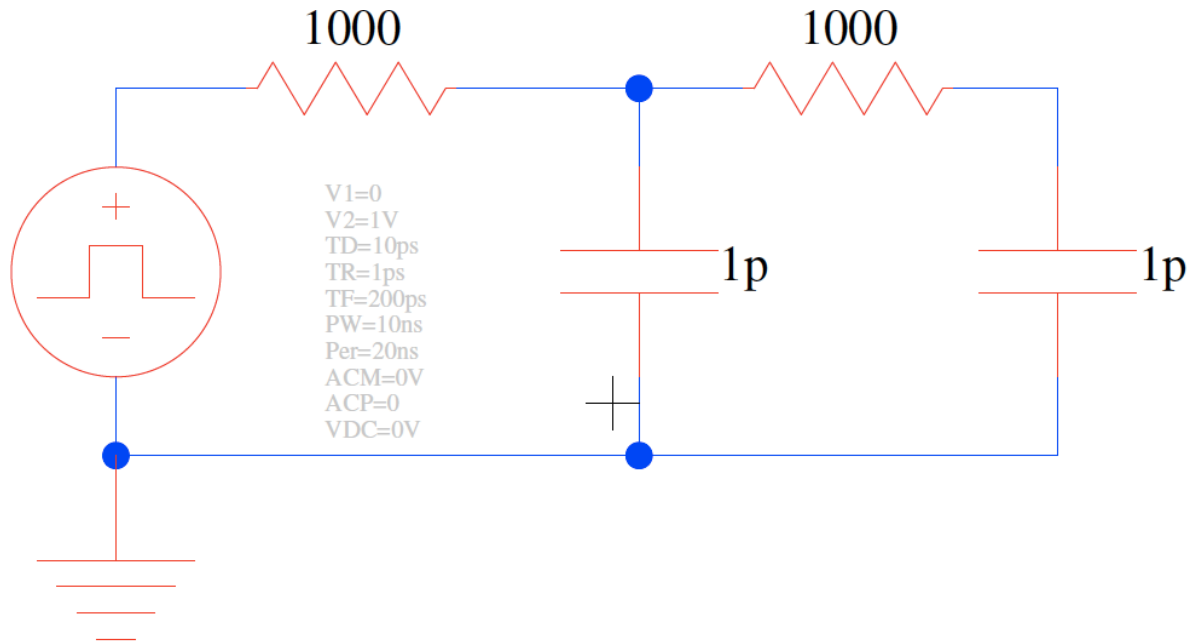 1000
1000
V1=0
V2=1V
TD=10ps
TR=1ps
TF=200ps
PW=10ns
Per=20ns
ACM=0V
ACP=0
VDC=0V
1p
1p